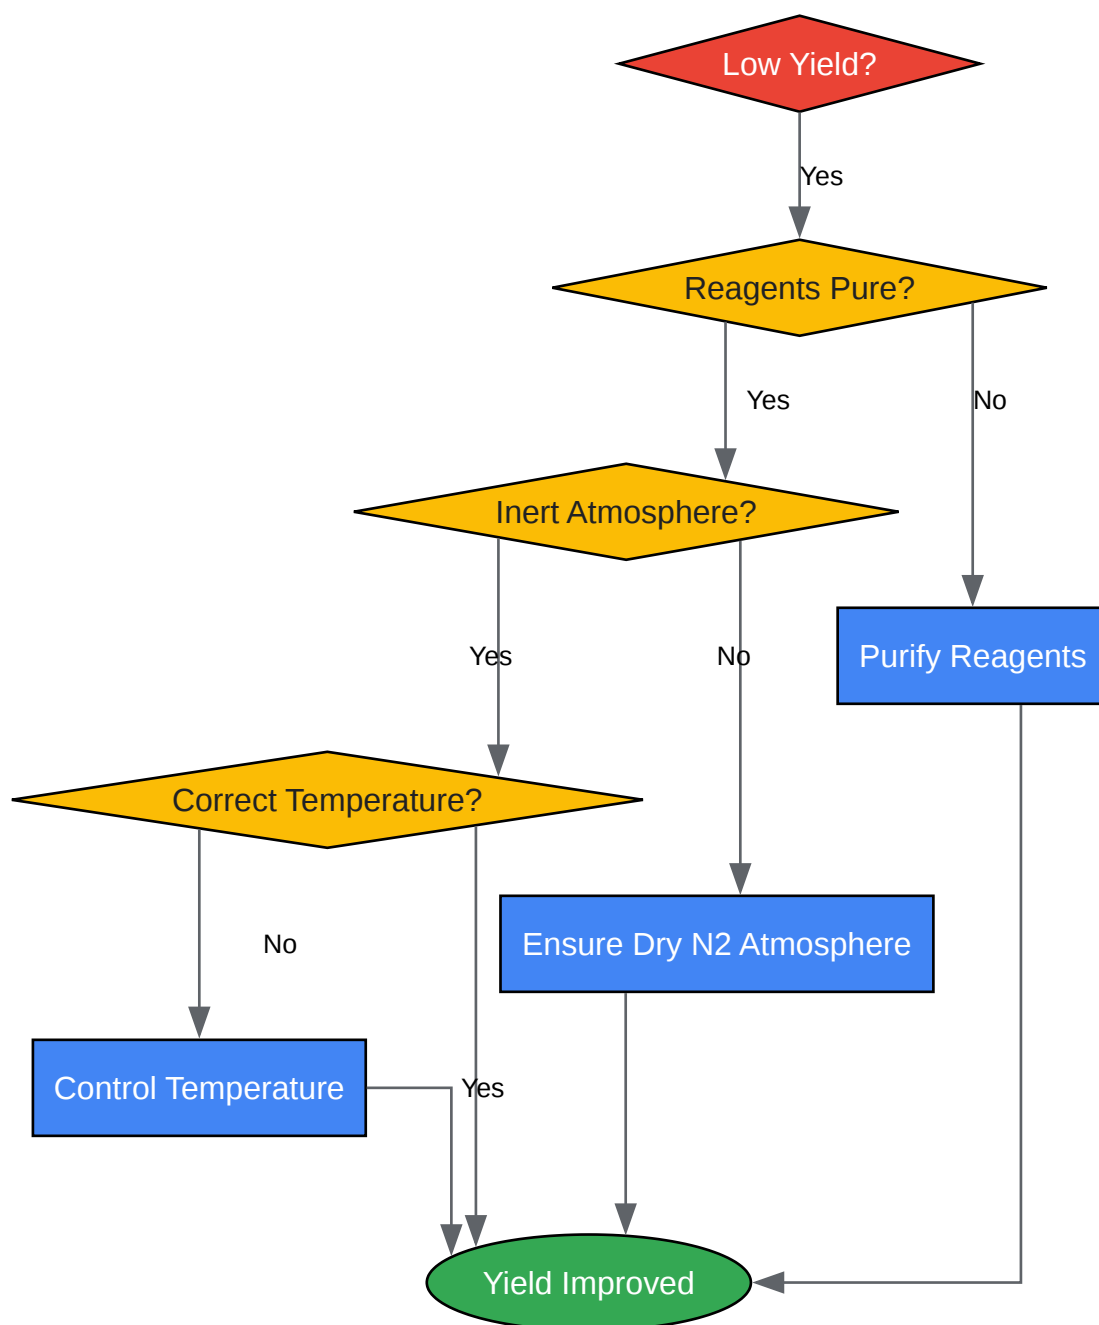 Low Yield?
Yes
Reagents Pure?
Yes
No
Inert Atmosphere?
Yes
No
Purify Reagents
Correct Temperature?
No
Ensure Dry N2 Atmosphere
Control Temperature
Yes
Yield Improved